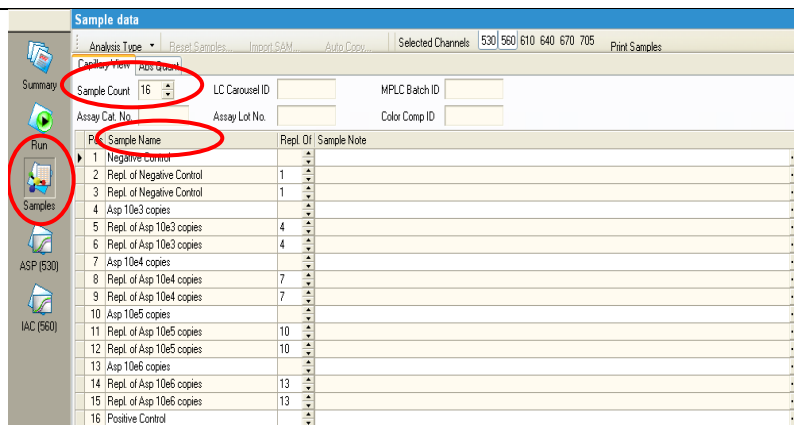 Sample data
Analysis Type Reset Samples... Import SAM... Auto Copy... Selected Channels 530 560 610 640 670 705 Print Samples
Capillary View Abs Quant
Summary
Sample Count 16 LC Carousel ID MPLC Batch ID
Assay Cat. No. Assay Lot No. Color Comp ID
Run
Pos Sample Name Repl. Of Sample Note
1 Negative Control
2 Repl. of Negative Control 1
3 Repl. of Negative Control 1
Samples
4 Asp 10e3 copies
5 Repl. of Asp 10e3 copies 4
6 Repl. of Asp 10e3 copies 4
ASP (530)
7 Asp 10e4 copies
8 Repl. of Asp 10e4 copies 7
9 Repl. of Asp 10e4 copies 7
10 Asp 10e5 copies
IAC (560)
11 Repl. of Asp 10e5 copies 10
12 Repl. of Asp 10e5 copies 10
13 Asp 10e6 copies
14 Repl. of Asp 10e6 copies 13
15 Repl. of Asp 10e6 copies 13
16 Positive Control